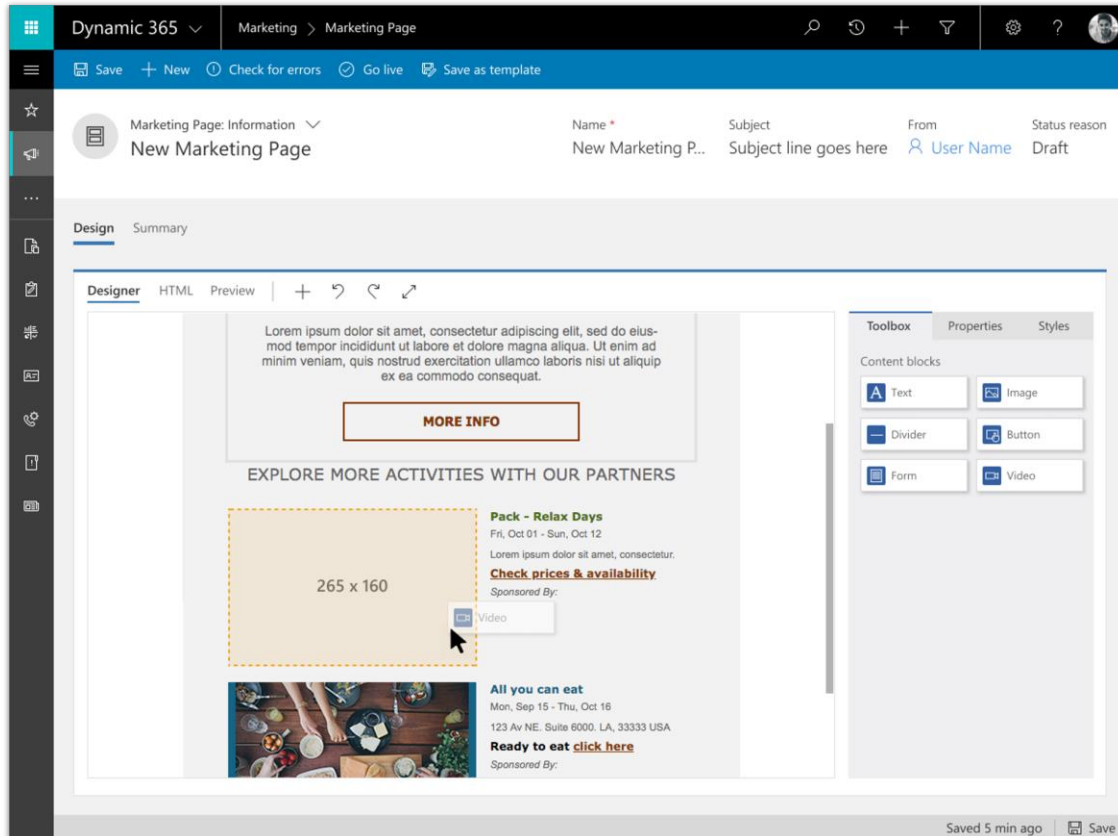 Dynamic 365
Marketing > Marketing Page
Save
New
Check for errors
Go live
Save as template
Marketing Page: Information
New Marketing Page
Name *
New Marketing P...
Subject
Subject line goes here
From
User Name
Status reason
Draft
Design
Summary
Designer
HTML
Preview
Lorem ipsum dolor sit amet, consectetur adipiscing elit, sed do eius-
mod tempor incididunt ut labore et dolore magna aliqua. Ut enim ad
minim veniam, quis nostrud exercitation ullamco laboris nisi ut aliquip
ex ea commodo consequat.
MORE INFO
EXPLORE MORE ACTIVITIES WITH OUR PARTNERS
265 x 160
Pack - Relax Days
Fri, Oct 01 - Sun, Oct 12
Lorem ipsum dolor sit amet, consectetur.
Check prices & availability
Sponsored By:
Video
All you can eat
Mon, Sep 15 - Thu, Oct 16
123 Av NE. Suite 6000. LA, 33333 USA
Ready to eat click here
Sponsored By:
Toolbox
Properties
Styles
Content blocks
Text
Image
Divider
Button
Form
Video
Saved 5 min ago
Save